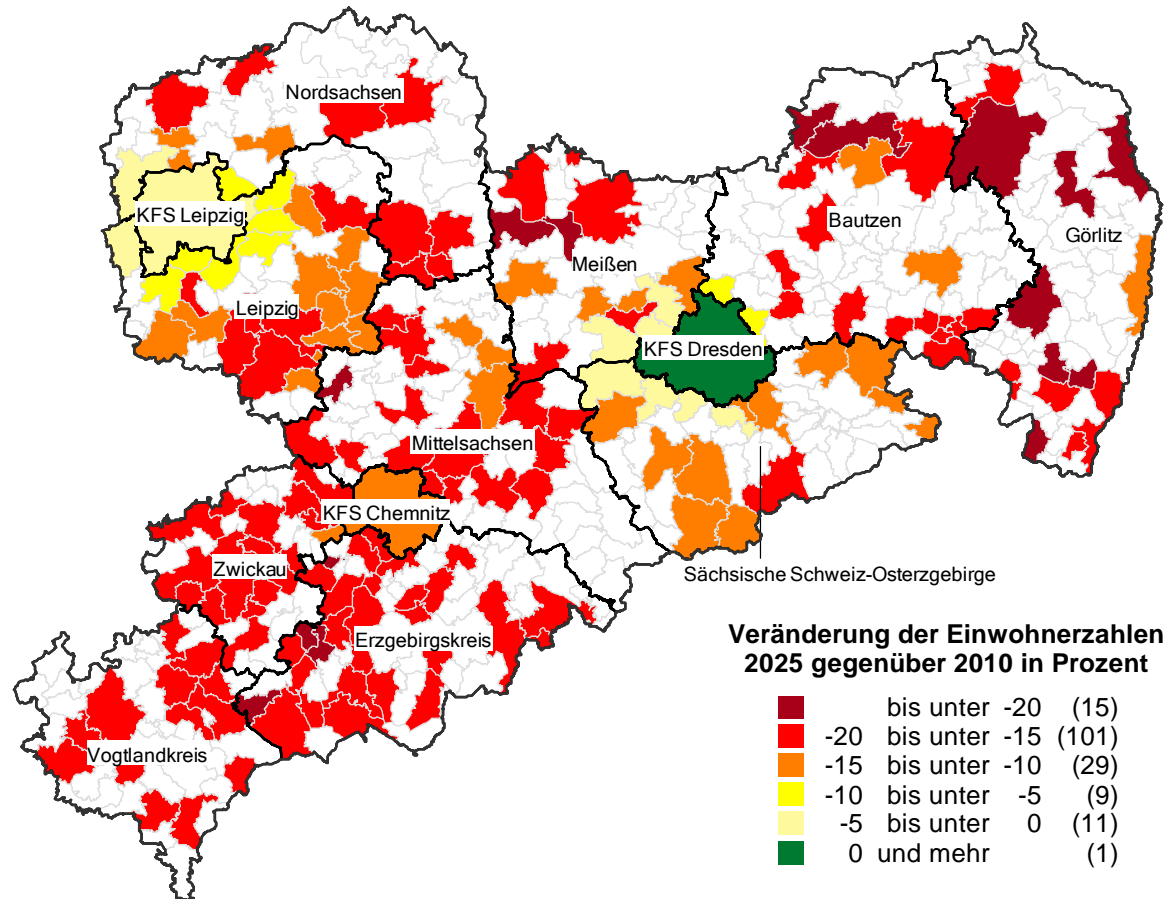 Nordsachsen
KFS Leipzig
Bautzen
Görlitz
Meißen
Leipzig
KFS Dresden
Mittelsachsen
KFS Chemnitz
Zwickau
Sächsische Schweiz-Osterzgebirge
Erzgebirgskreis
Vogtlandkreis
Veränderung der Einwohnerzahlen
2025 gegenüber 2010 in Prozent
bis unter -20 (15)
-20 bis unter -15 (101)
-15 bis unter -10 (29)
-10 bis unter -5 (9)
-5 bis unter 0 (11)
0 und mehr (1)